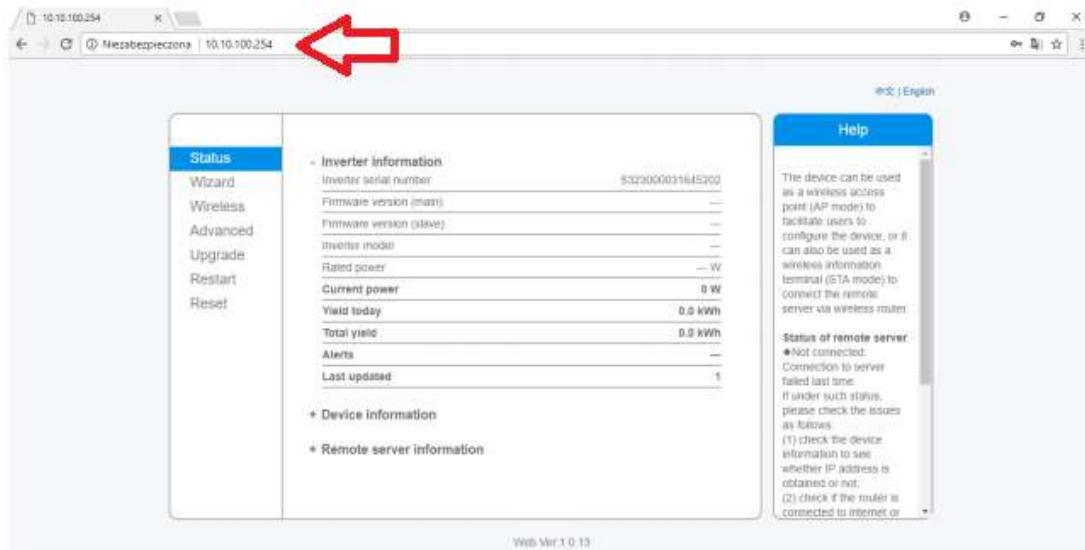 10.10.100.254
Niezabezpieczona | 10.10.100.254
中文 | English
Status
Wizard
Wireless
Advanced
Upgrade
Restart
Reset
- Inverter information
Inverter serial number
Firmware version (main) ---
Firmware version (slave) ---
Inverter model ---
Rated power --- W
Current power 0 W
Yield today 0.0 kWh
Total yield 0.0 kWh
Alerts ---
Last updated 1
+ Device information
+ Remote server information
Help
The device can be used
as a wireless access
point (AP mode) to
facilitate users to
configure the device, or it
can also be used as a
wireless information
terminal (STA mode) to
connect the remote
server via wireless router.
Status of remote server
◆Not connected:
Connection to server
failed last time.
If under such status,
please check the issues
as follows:
(1) check the device
information to see
whether IP address is
obtained or not.
(2) check if the router is
connected to internet or
Web Ver:1.0.13